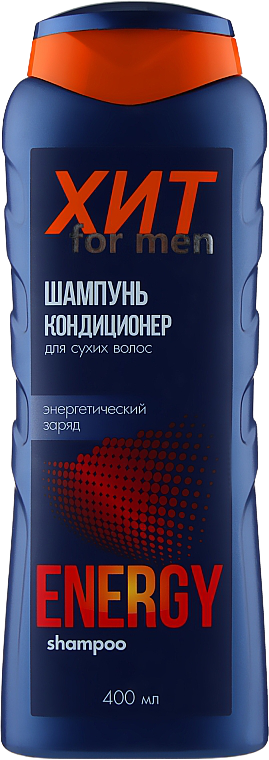 ХИТ
for men
ШАМПУНЬ
КОНДИЦИОНЕР
для сухих волос
энергетический
заряд
ENERGY
shampoo
400 мл